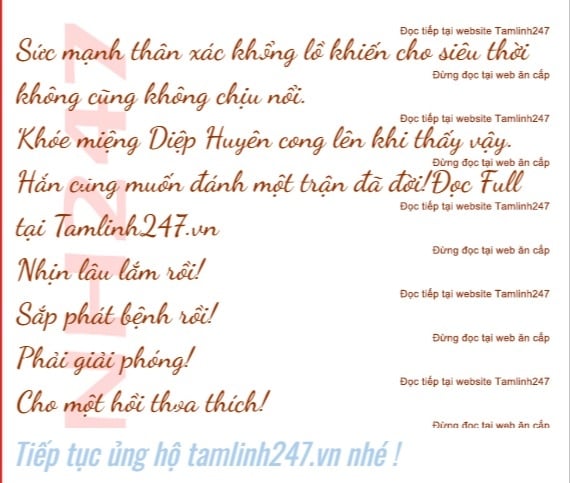 Đọc tiếp tại website Tamlinh247
Sức mạnh thân xác khổng lồ khiến cho siêu thời
Đừng đọc tại web ăn cắp
không cũng không chịu nổi.
Đọc tiếp tại website Tamlinh247
'Khóe miệng Diệp Huyên cong lên khi thấy vậy.
Đừng đọc tại web ăn cắp
Hắn cũng muốn đánh một trận đã đời!Đọc Full
Đọc tiếp tại website Tamlinh247
tại Tamlinh247.vn
Đừng đọc tại web ăn cắp
Nhịn lâu lắm rồi!
Đọc tiếp tại website Tamlinh247
Sắp phát bệnh rồi!
Đừng đọc tại web ăn cắp
Phải giải phóng!
Đọc tiếp tại website Tamlinh247
Cho một hồi thỏa thích!
Đừng đọc tại web ăn cắp
NH247
Tiếp tục ủng hộ tamlinh247.vn nhé !